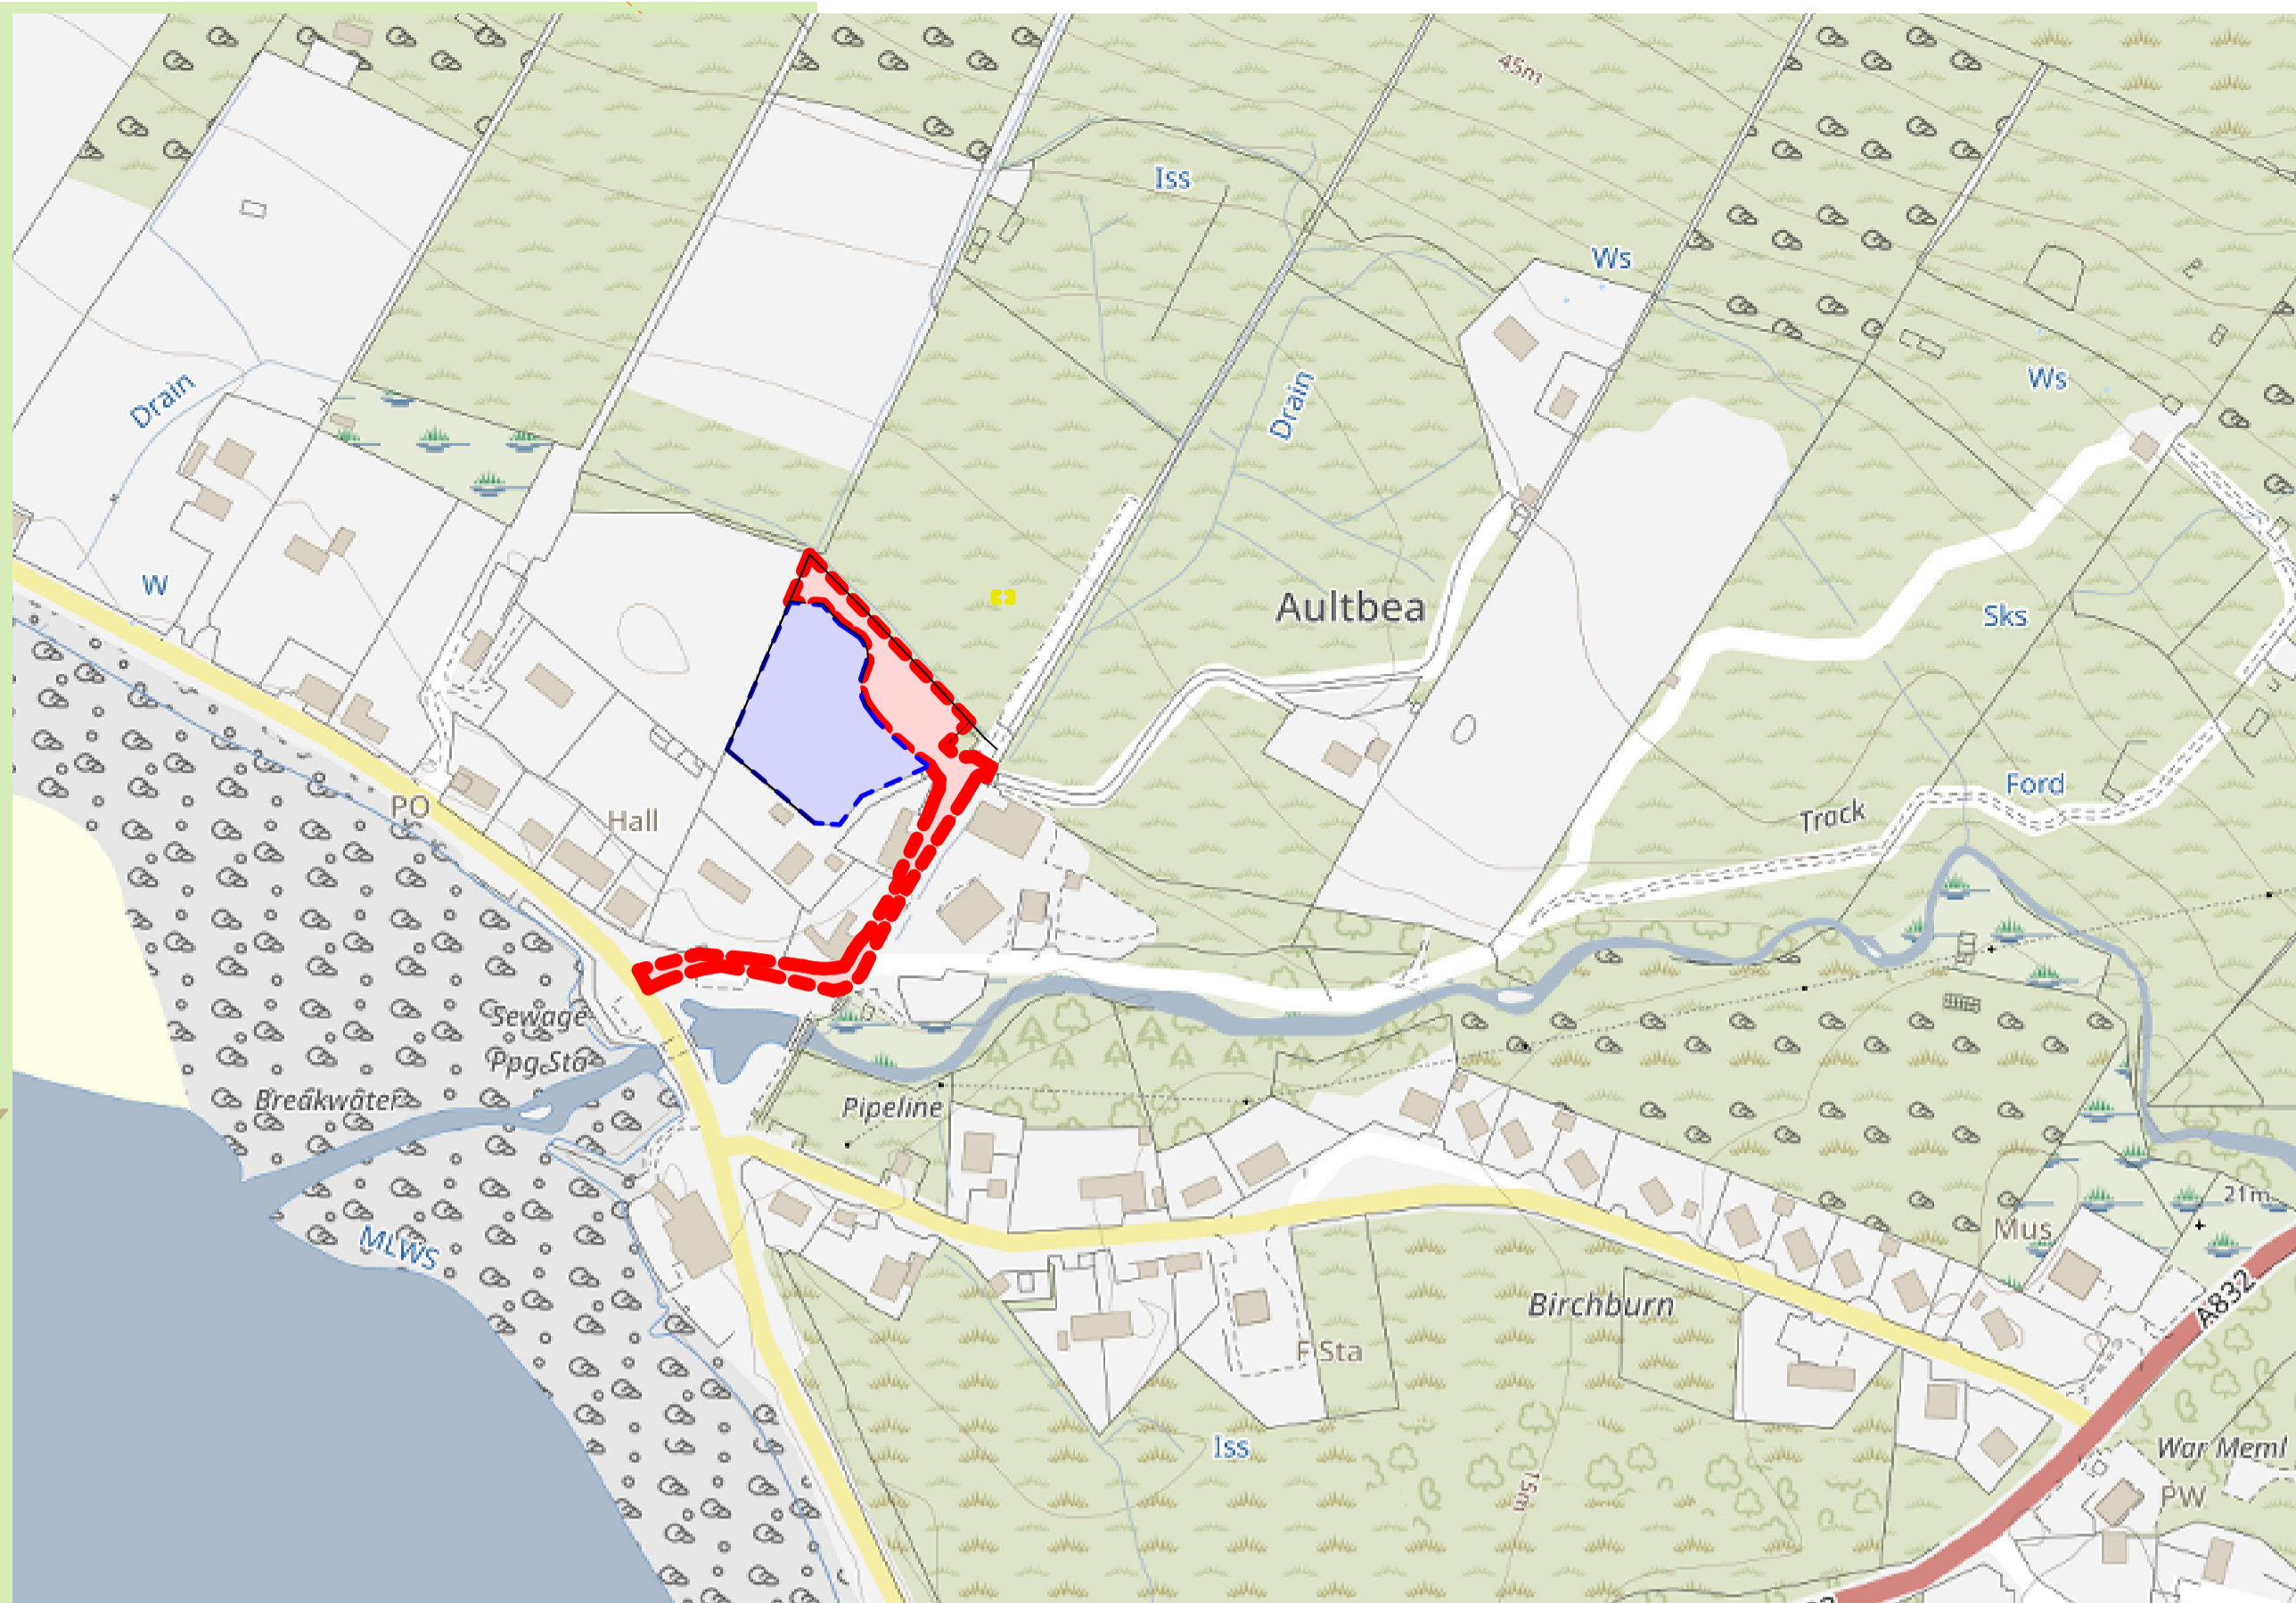 45m
Iss
Ws
Drain
Drain
Ws
W
Aultbea
Sks
Ford
PO
Hall
Track
Sewage
Ppg Sta
Breakwater
Pipeline
MLWS
21m
Mus
A832
Birchburn
F Sta
Iss
War Meml
15m
PW